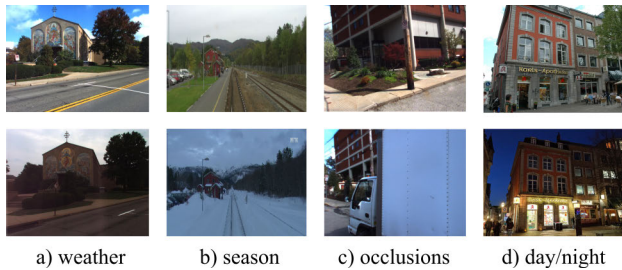 a) weather
b) season
c) occlusions
d) day/night